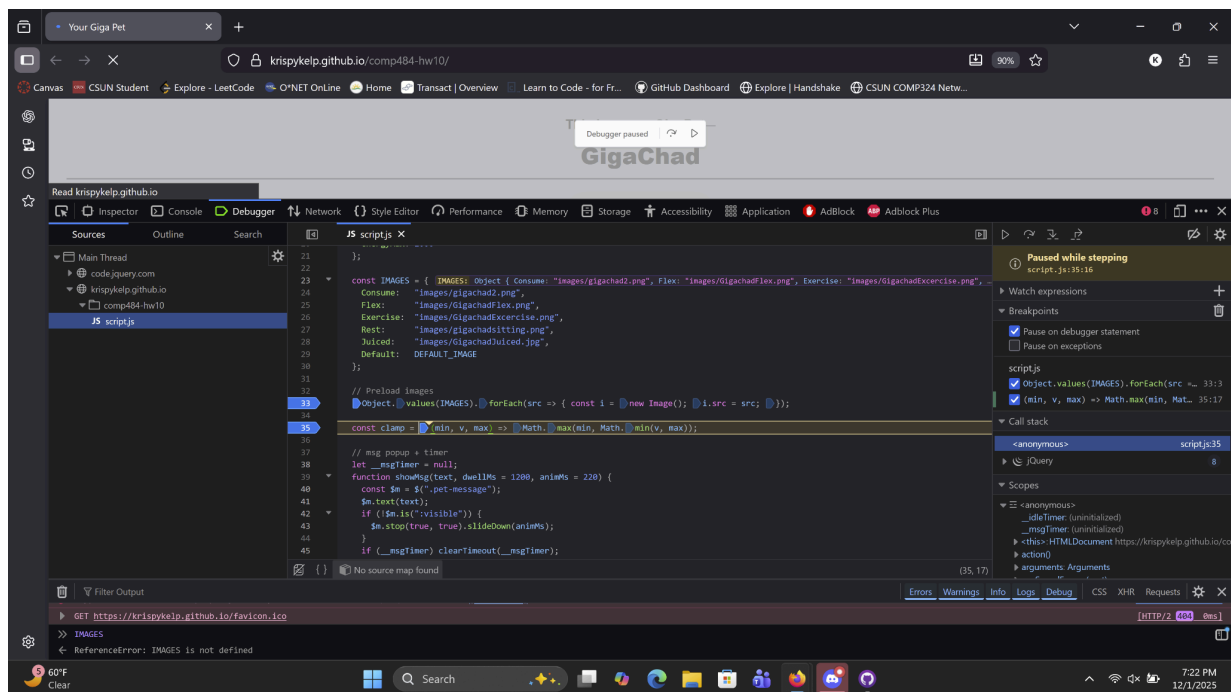 Your Giga Pet
krispykelp.github.io/comp484-hw10/
90%
K
Canvas
CSUN Student
Explore - LeetCode
O*NET OnLine
Home
Transact | Overview
Learn to Code - for Fr...
GitHub Dashboard
Explore | Handshake
CSUN COMP324 Netw...
Debugger paused
GigaChad
Read krispykelp.github.io
Inspector
Console
Debugger
Network
Style Editor
Performance
Memory
Storage
Accessibility
Application
AdBlock
Adblock Plus
8
Sources
Outline
Search
JS script.js
Main Thread
code.jquery.com
krispykelp.github.io
comp484-hw10
JS script.js
21 };
22
23 const IMAGES = { IMAGES: Object { Consume: "images/gigachad2.png", Flex: "images/GigachadFlex.png", Exercise: "images/GigachadExcercise.png", …
24 Consume: "images/gigachad2.png",
25 Flex: "images/GigachadFlex.png",
26 Exercise: "images/GigachadExcercise.png",
27 Rest: "images/gigachadsitting.png",
28 Juiced: "images/GigachadJuiced.jpg",
29 Default: DEFAULT_IMAGE
30 };
31
32 // Preload images
33 Object.values(IMAGES).forEach(src => { const i = new Image(); i.src = src; });
34
35 const clamp = (min, v, max) => Math.max(min, Math.min(v, max));
36
37 // msg popup + timer
38 let __msgTimer = null;
39 function showMsg(text, dwellMs = 1200, animMs = 220) {
40 const $m = $(".pet-message");
41 $m.text(text);
42 if (!$m.is(":visible")) {
43 $m.stop(true, true).slideDown(animMs);
44 }
45 if (__msgTimer) clearTimeout(__msgTimer);
{ }
No source map found
(35, 17)
Paused while stepping
script.js:35:16
Watch expressions
Breakpoints
Pause on debugger statement
Pause on exceptions
script.js
Object.values(IMAGES).forEach(src =… 33:3
(min, v, max) => Math.max(min, Mat… 35:17
Call stack
<anonymous> script.js:35
jQuery 8
Scopes
<anonymous>
_idleTimer: (uninitialized)
__msgTimer: (uninitialized)
<this>: HTMLDocument https://krispykelp.github.io/co
action()
arguments: Arguments
Filter Output
Errors
Warnings
Info
Logs
Debug
CSS
XHR
Requests
GET https://krispykelp.github.io/favicon.ico
[HTTP/2 404 0ms]
IMAGES
ReferenceError: IMAGES is not defined
5
60°F
Clear
Search
7:22 PM
12/1/2025